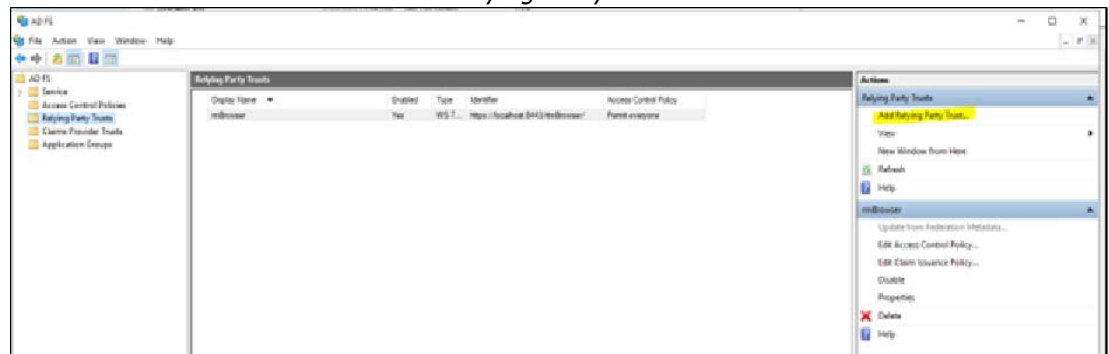 AD FS
File Action View Window Help
AD FS
Service
Access Control Policies
Relying Party Trusts
Claims Provider Trusts
Application Groups
Relying Party Trusts
Display Name Enabled Type Identifier Access Control Policy
Yes WS-T... Permit everyone
Actions
Relying Party Trusts
Add Relying Party Trust...
View
New Window from Here
Refresh
Help
Update from Federation Metadata...
Edit Access Control Policy...
Edit Claim Issuance Policy...
Disable
Properties
Delete
Help